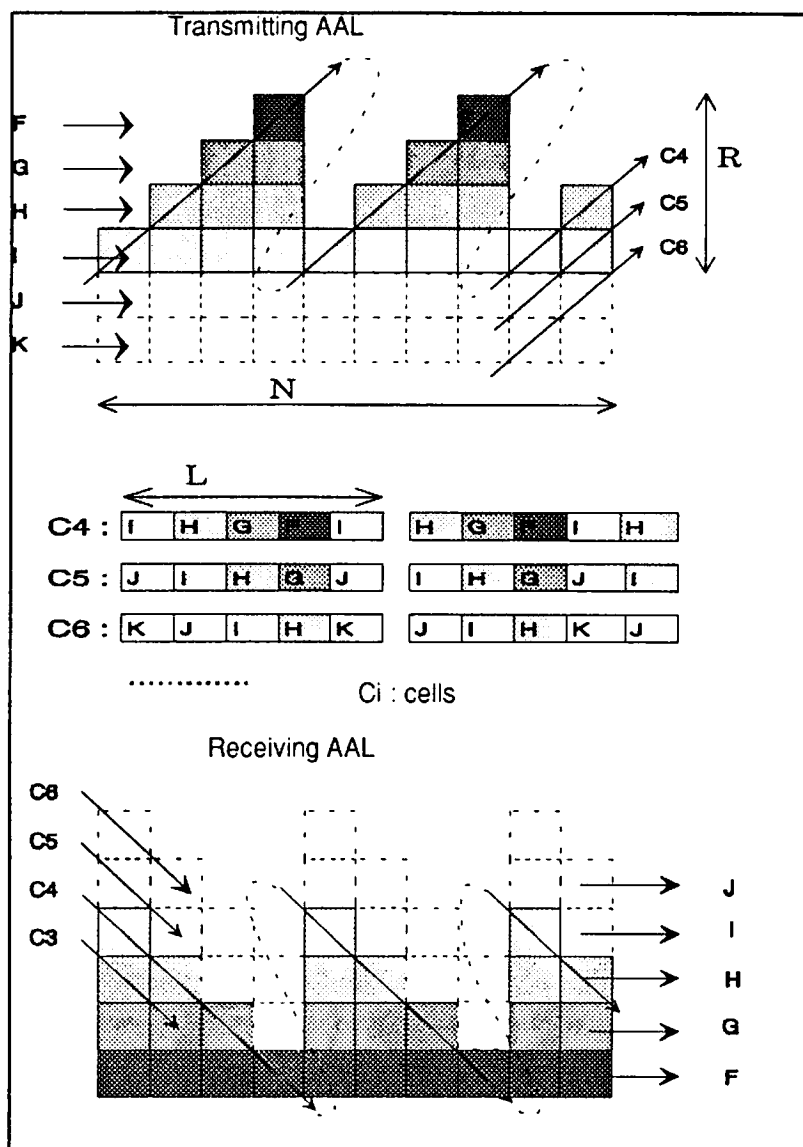 Transmitting AAL
F
G
H
I
J
K
C4
C5
C6
R
N
L
C4 : I H G F I H G F I H
C5 : J I H G J I H G J I
C6 : K J I H K J I H K J
Ci : cells
Receiving AAL
C6
C5
C4
C3
J
I
H
G
F